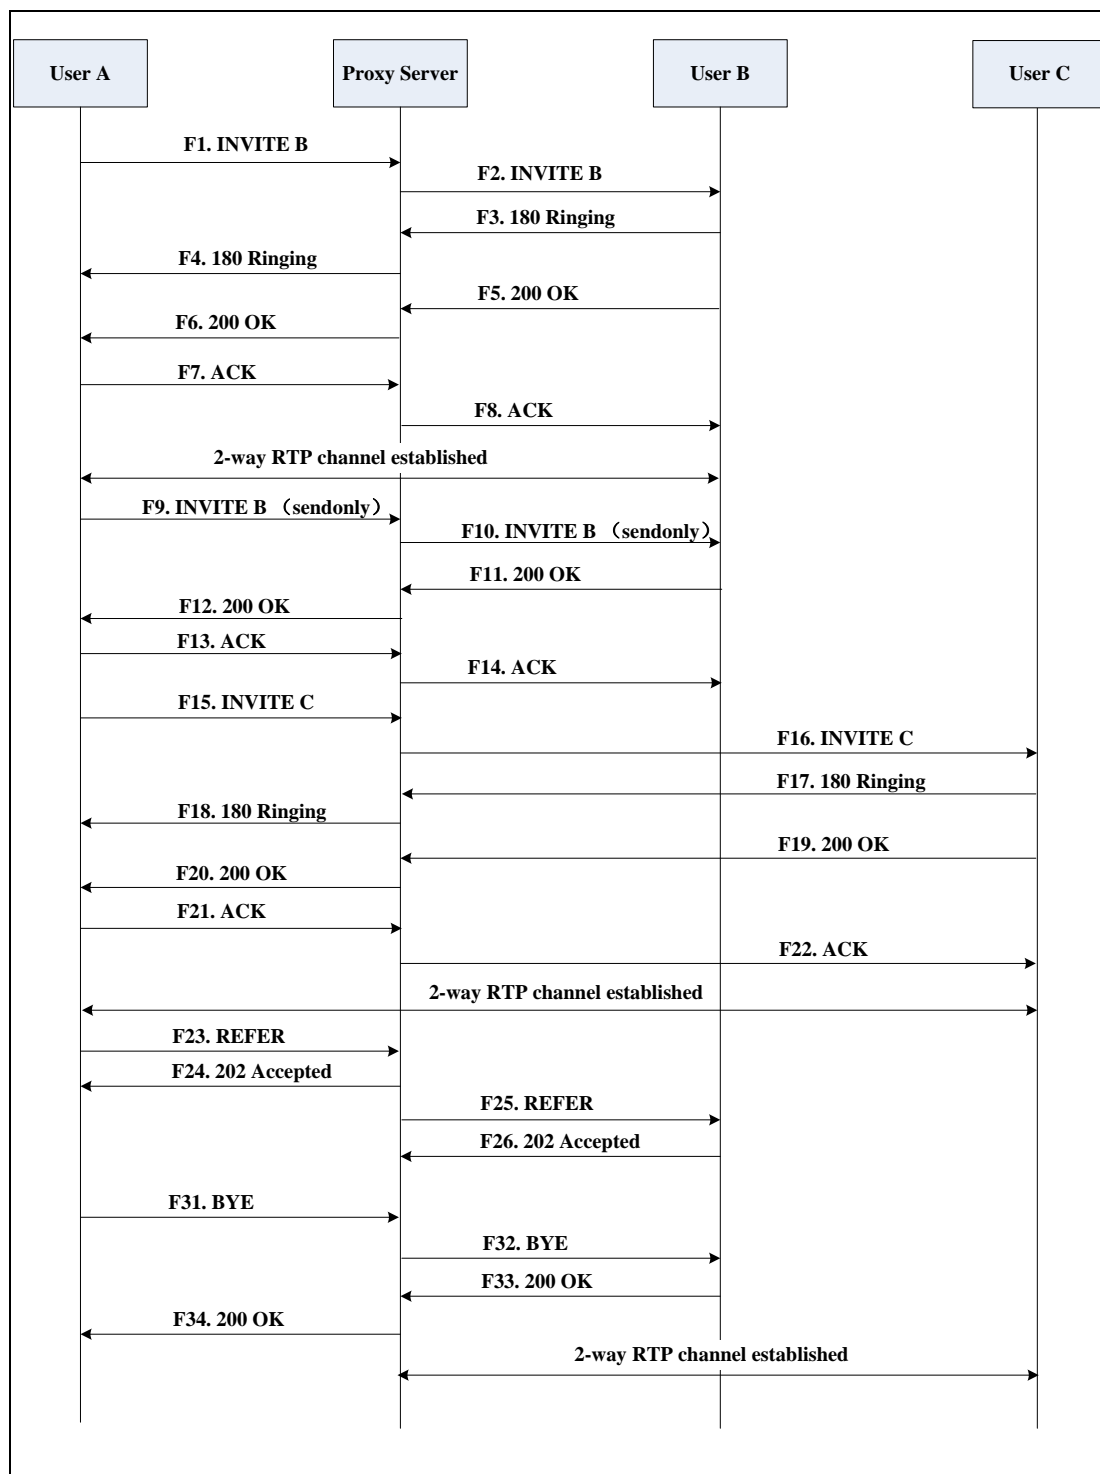 User A
Proxy Server
User B
User C
F1. INVITE B
F2. INVITE B
F3. 180 Ringing
F4. 180 Ringing
F5. 200 OK
F6. 200 OK
F7. ACK
F8. ACK
2-way RTP channel established
F9. INVITE B （sendonly）
F10. INVITE B （sendonly）
F11. 200 OK
F12. 200 OK
F13. ACK
F14. ACK
F15. INVITE C
F16. INVITE C
F17. 180 Ringing
F18. 180 Ringing
F19. 200 OK
F20. 200 OK
F21. ACK
F22. ACK
2-way RTP channel established
F23. REFER
F24. 202 Accepted
F25. REFER
F26. 202 Accepted
F31. BYE
F32. BYE
F33. 200 OK
F34. 200 OK
2-way RTP channel established